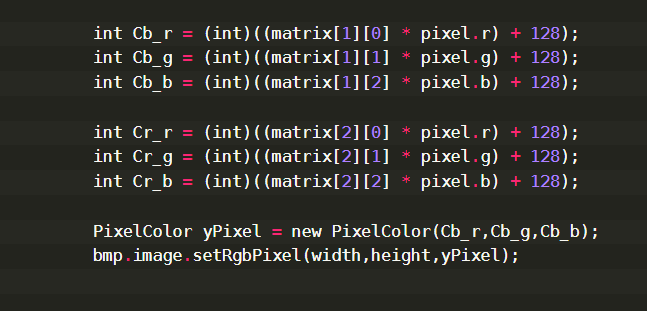 int Cb_r = (int)((matrix[1][0] * pixel.r) + 128);
int Cb_g = (int)((matrix[1][1] * pixel.g) + 128);
int Cb_b = (int)((matrix[1][2] * pixel.b) + 128);
int Cr_r = (int)((matrix[2][0] * pixel.r) + 128);
int Cr_g = (int)((matrix[2][1] * pixel.g) + 128);
int Cr_b = (int)((matrix[2][2] * pixel.b) + 128);
PixelColor yPixel = new PixelColor(Cb_r,Cb_g,Cb_b);
bmp.image.setRgbPixel(width,height,yPixel);